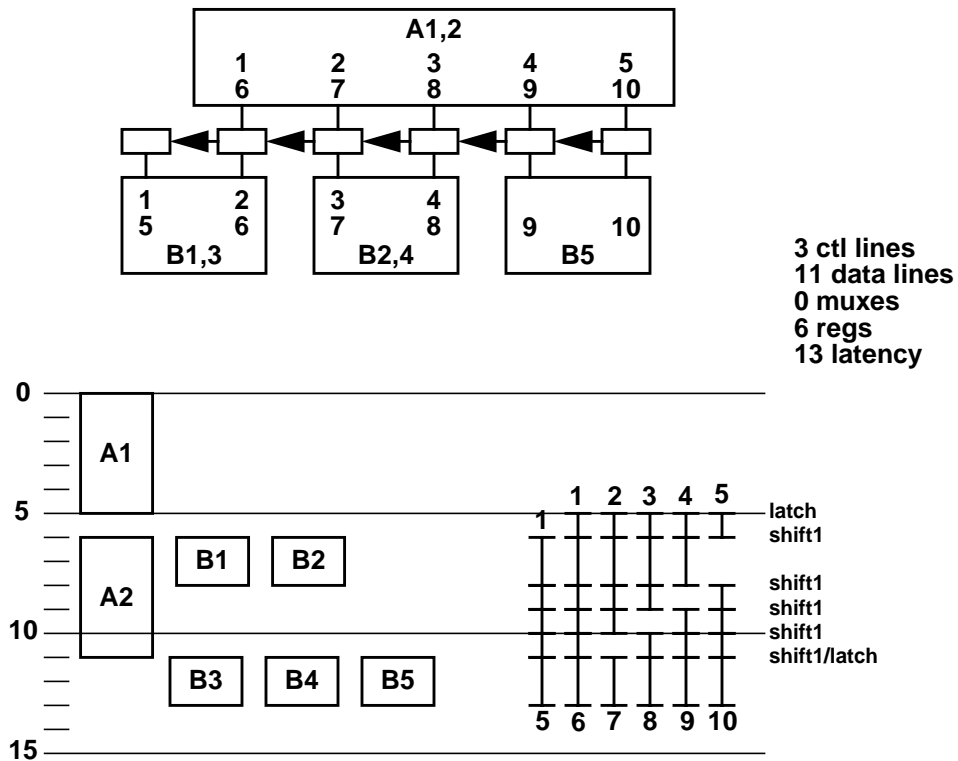 A1,2
1 2 3 4 5
6 7 8 9 10
1 2 3 4
5 6 7 8 9 10
B1,3 B2,4 B5
3 ctl lines
11 data lines
0 muxes
6 regs
13 latency
0
A1
1 2 3 4 5
5 latch
1
shift1
B1 B2
A2
shift1
shift1
10 shift1
shift1/latch
B3 B4 B5
5 6 7 8 9 10
15